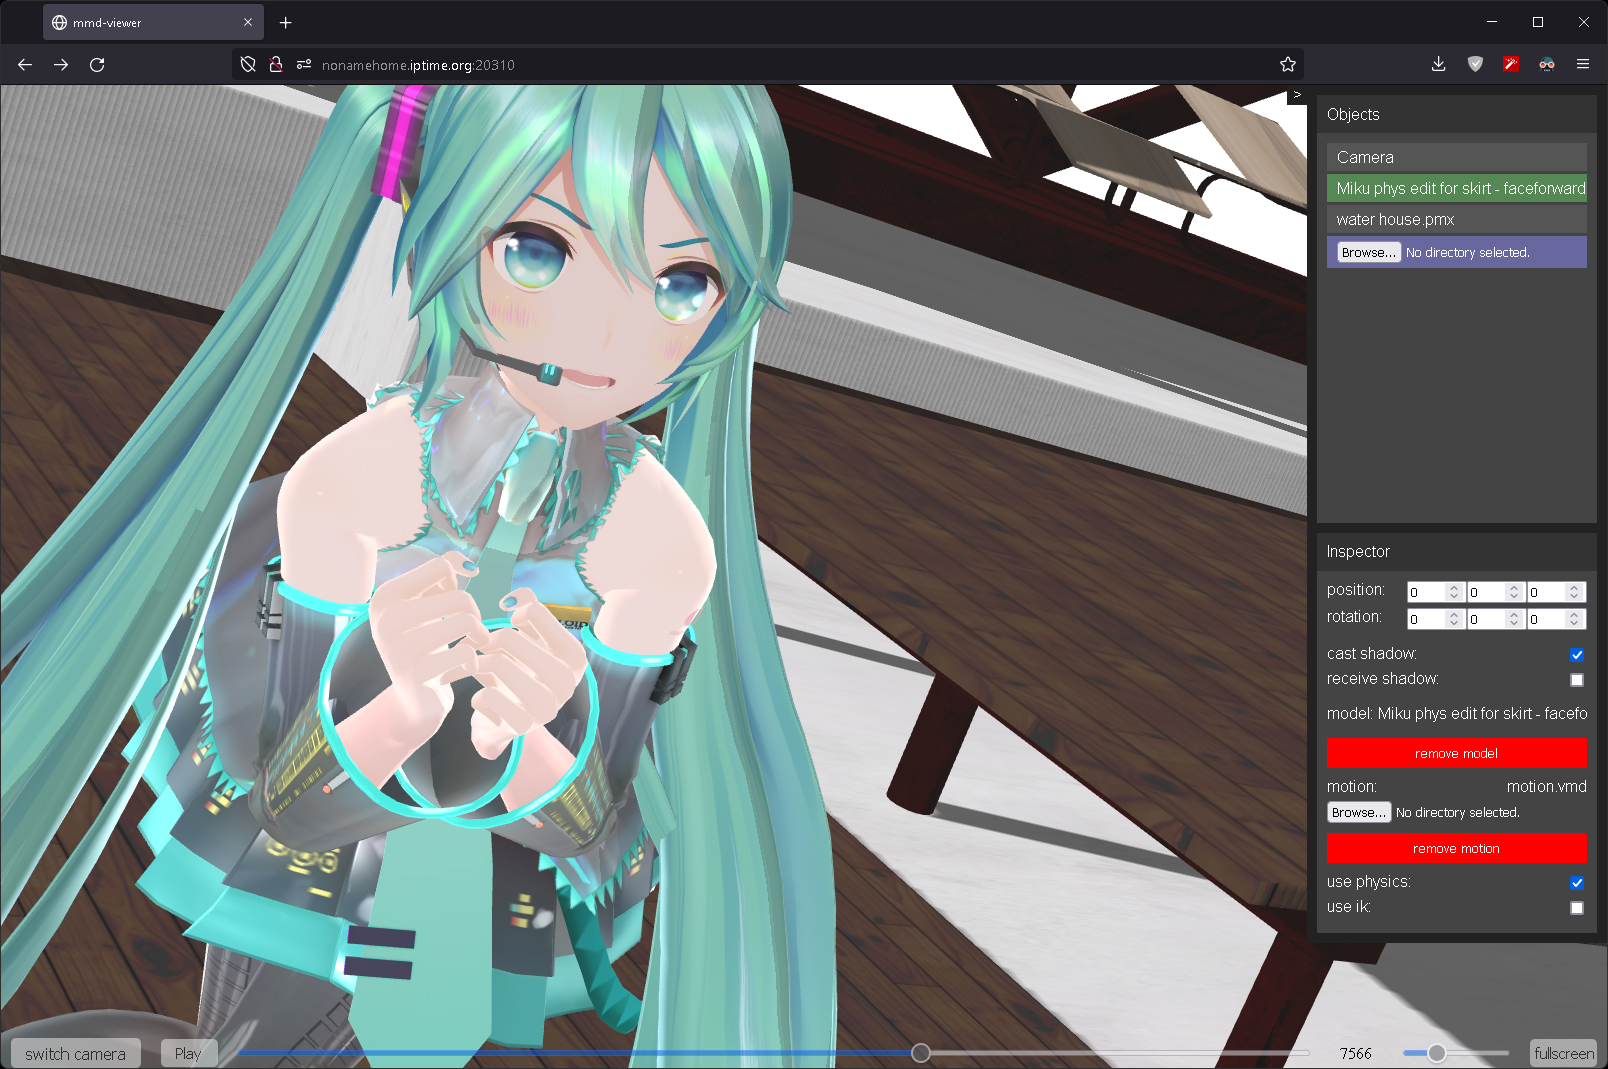 mmd-viewer
nonamehome.iptime.org:20310
>
Objects
Camera
Miku phys edit for skirt - faceforward
water house.pmx
Browse... No directory selected.
Inspector
position: 0 0 0
rotation: 0 0 0
cast shadow:
receive shadow:
model: Miku phys edit for skirt - facefo
remove model
motion: motion.vmd
Browse... No directory selected.
remove motion
use physics:
use ik:
switch camera Play 7566 fullscreen